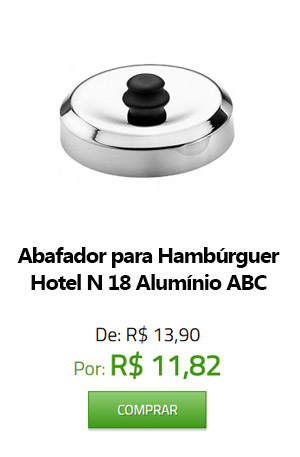 Abafador para Hambúrguer
Hotel N 18 Alumínio ABC
De: R$ 13,90
Por: R$ 11,82
COMPRAR